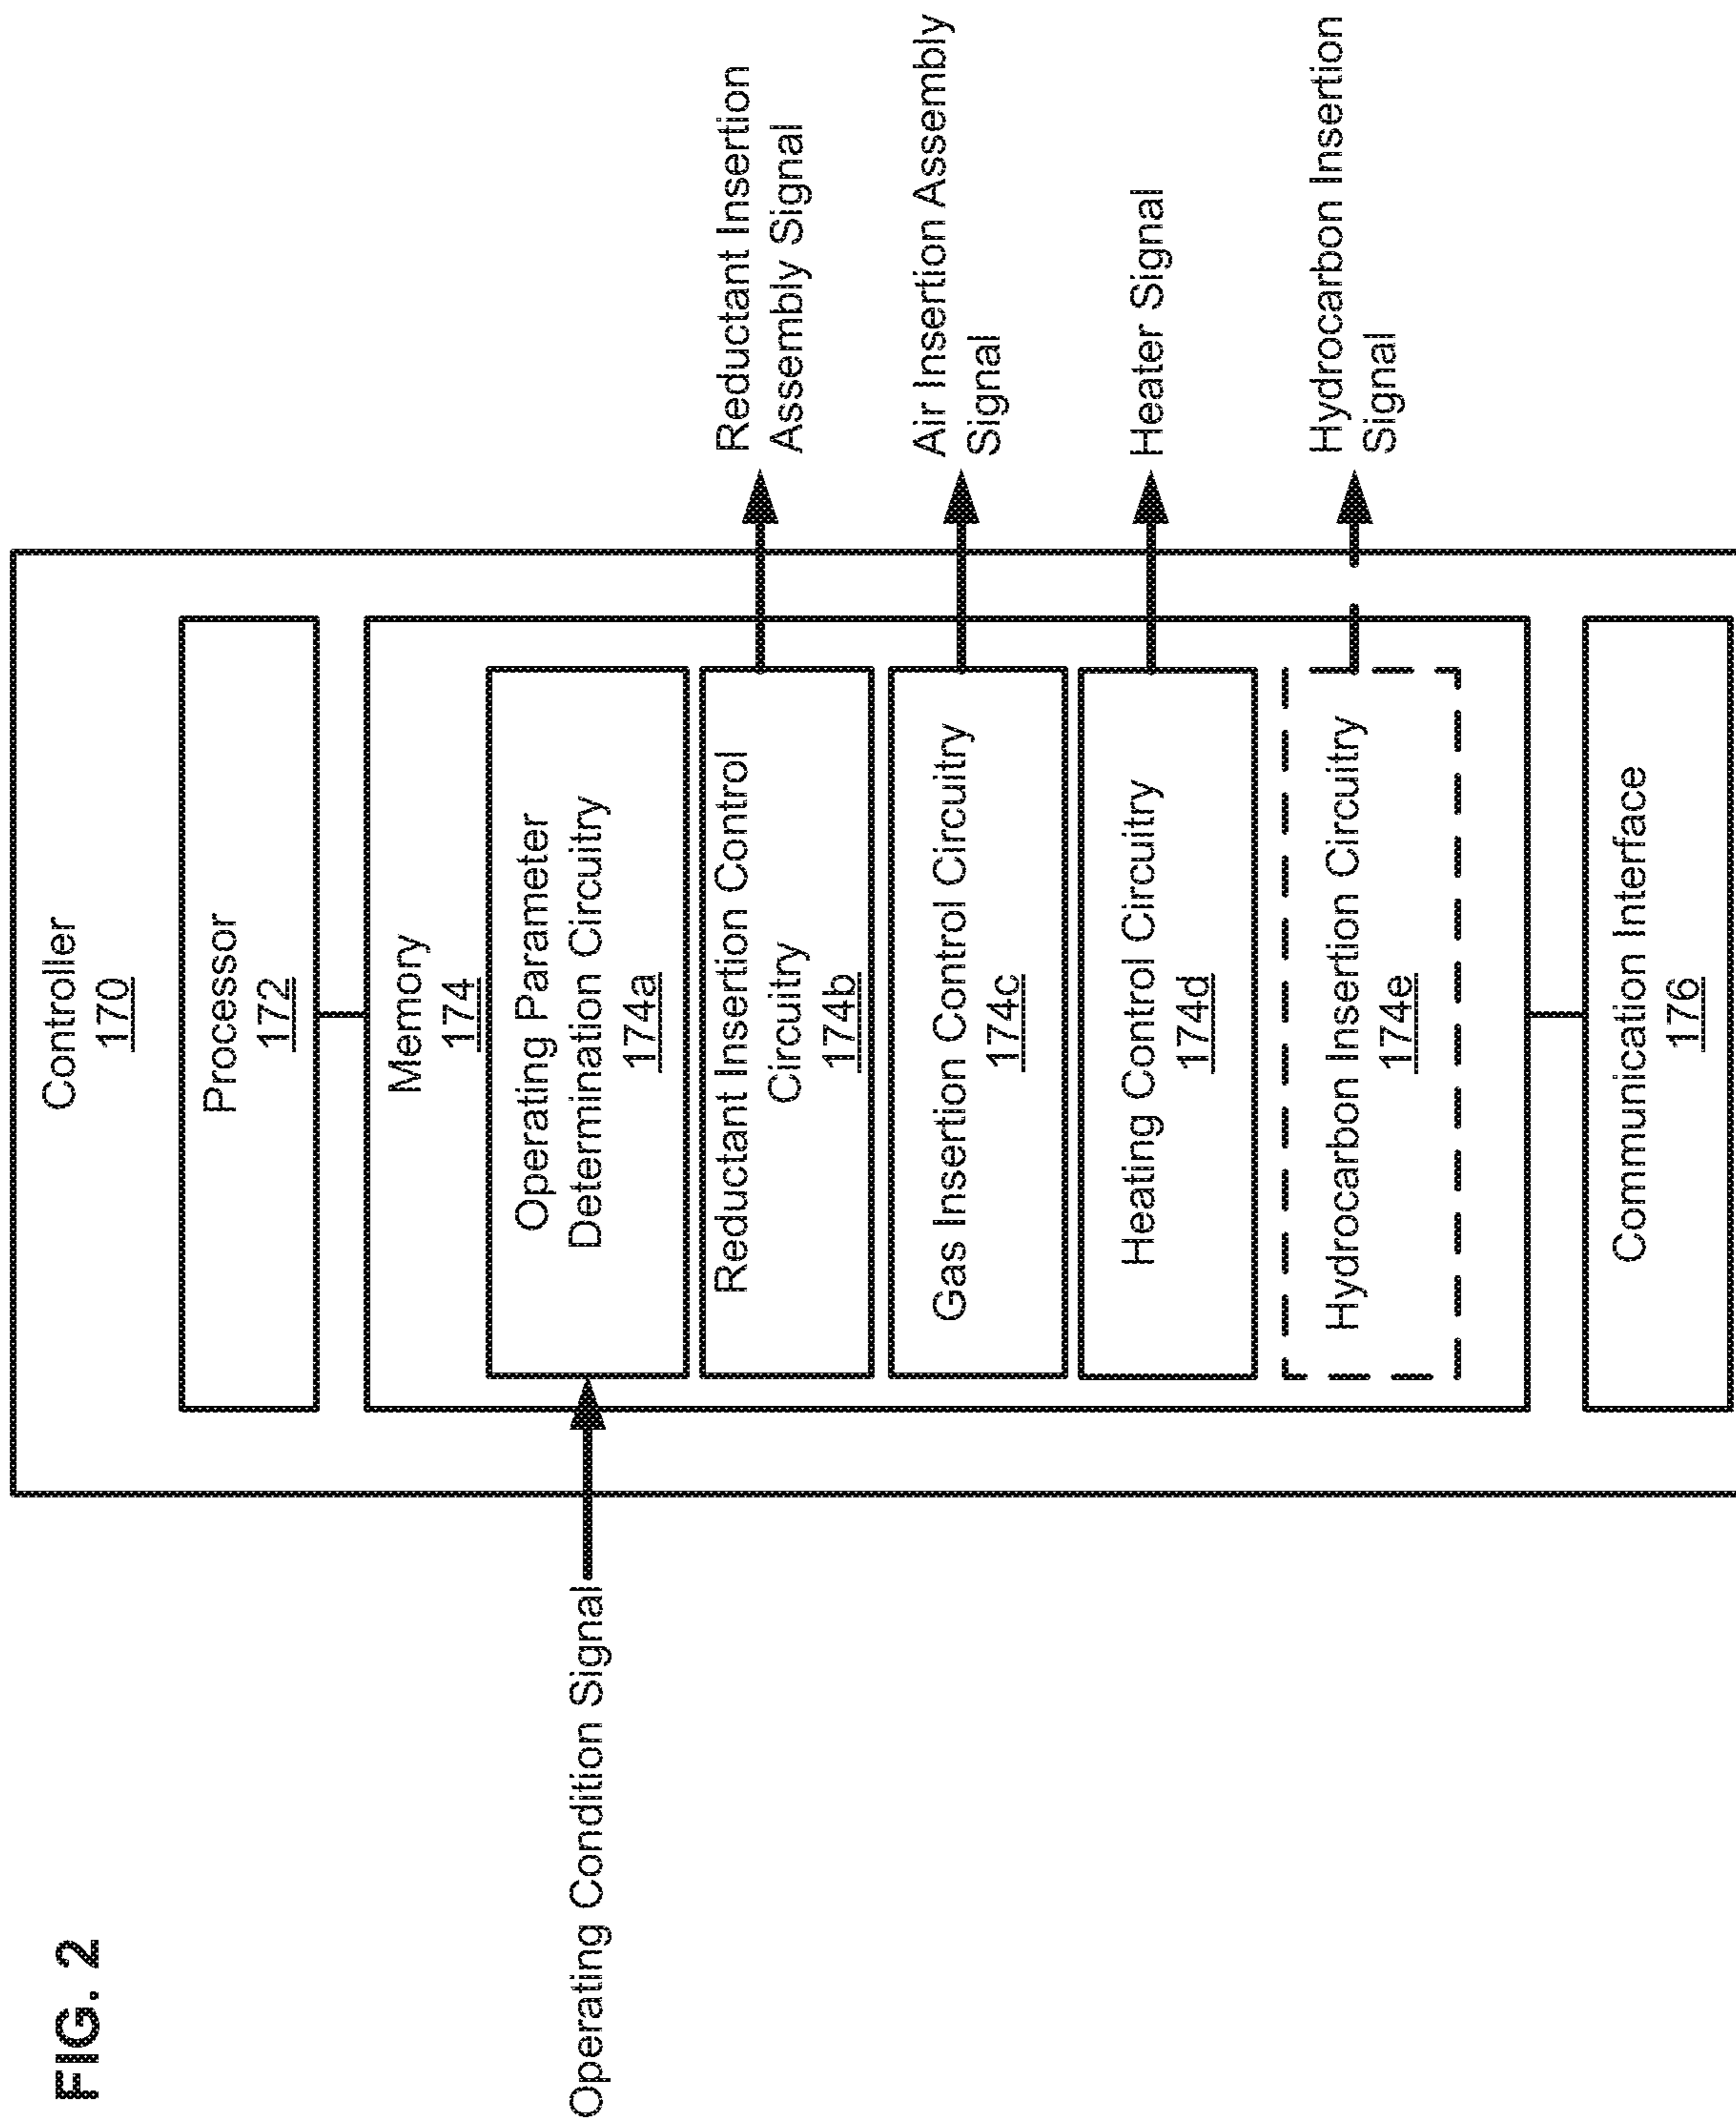 FIG. 2
Controller
170
Processor
172
Memory
174
Operating Condition Signal
Operating Parameter
Determination Circuitry
174a
Reductant Insertion Control
Circuitry
174b
Reductant Insertion
Assembly Signal
Gas Insertion Control Circuitry
174c
Air Insertion Assembly
Signal
Heating Control Circuitry
174d
Heater Signal
Hydrocarbon Insertion Circuitry
174e
Hydrocarbon Insertion
Signal
Communication Interface
176